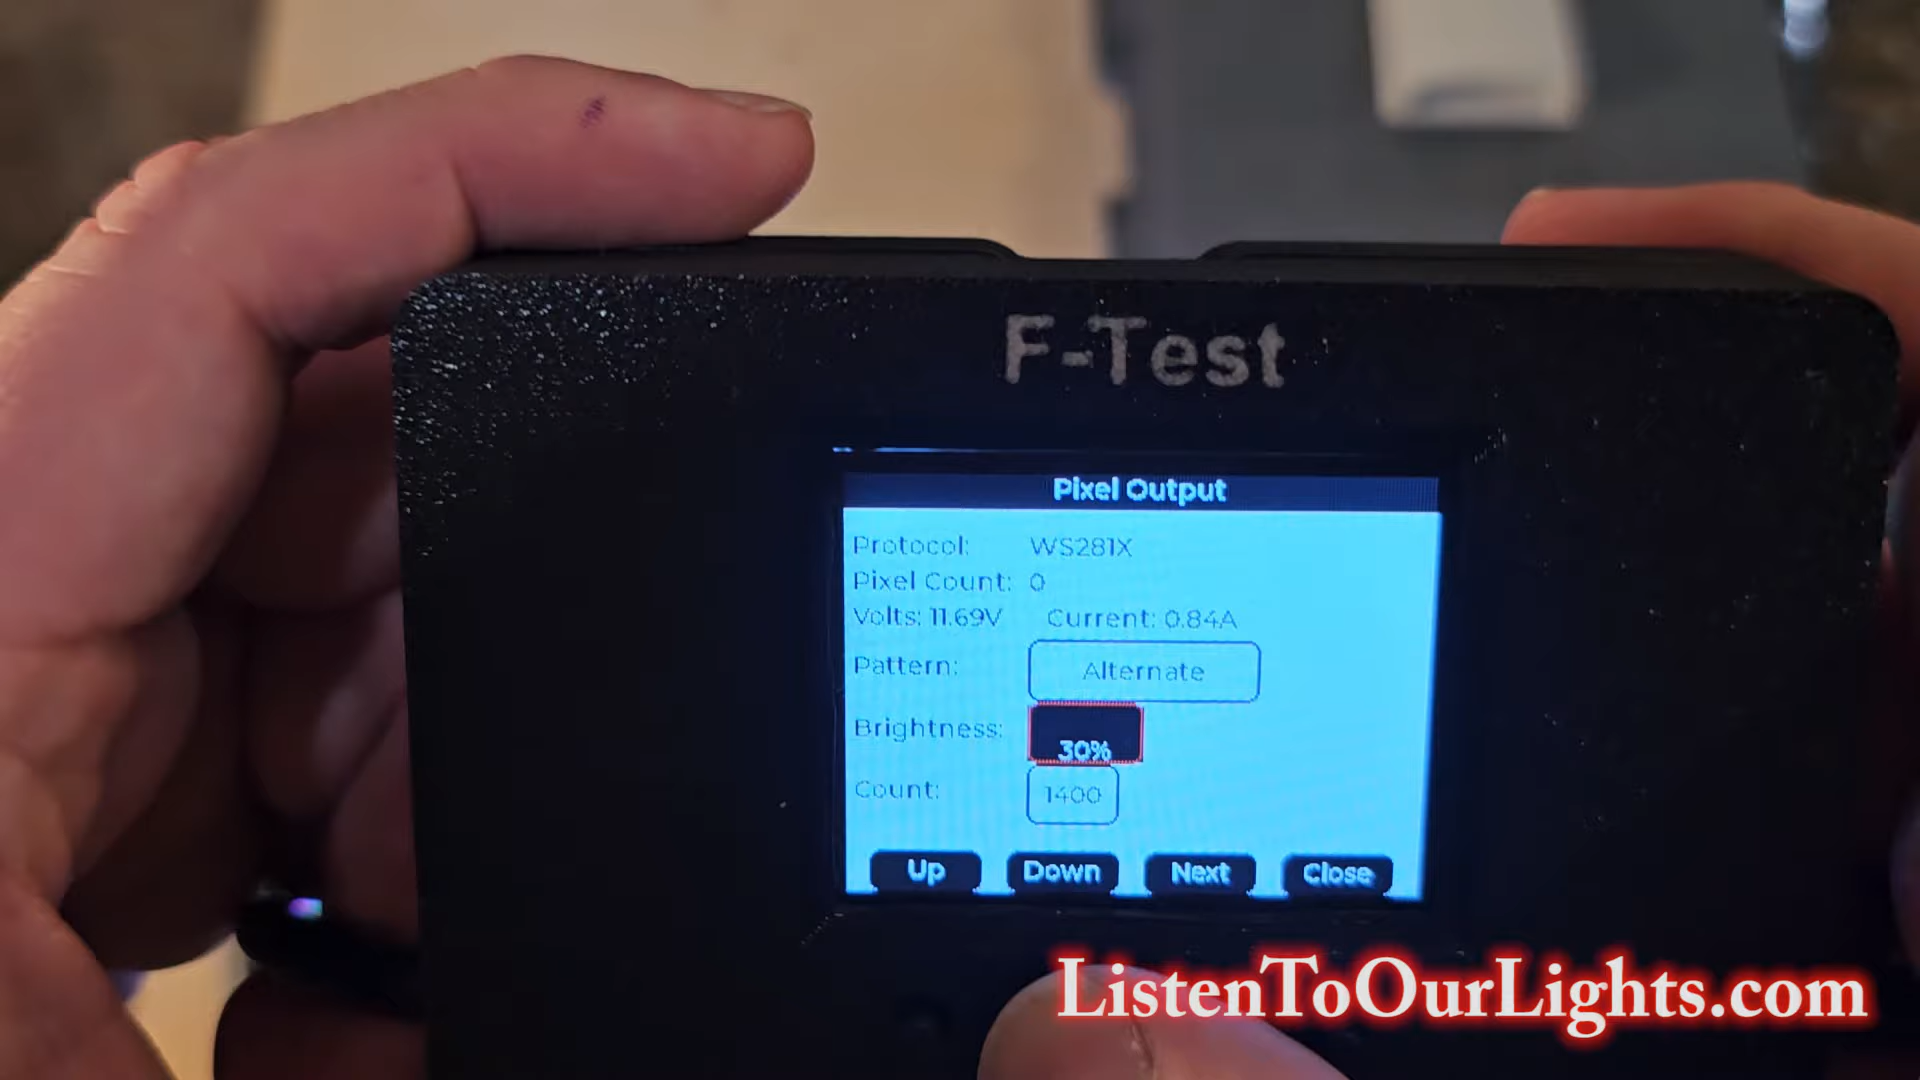 F-Test
Pixel Output
Protocol: WS281X
Pixel Count: 0
Volts: 11.69V Current: 0.84A
Pattern: Alternate
Brightness: 30%
Count: 1400
Up Down Next Close
ListenToOurLights.com